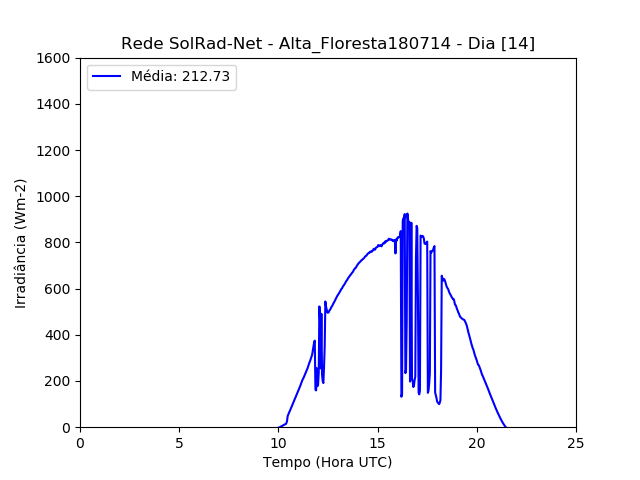 Rede SolRad-Net - Alta_Floresta180714 - Dia [14]
Média: 212.73
1600
1400
1200
1000
800
600
400
200
0
Irradiância (Wm-2)
0 5 10 15 20 25
Tempo (Hora UTC)